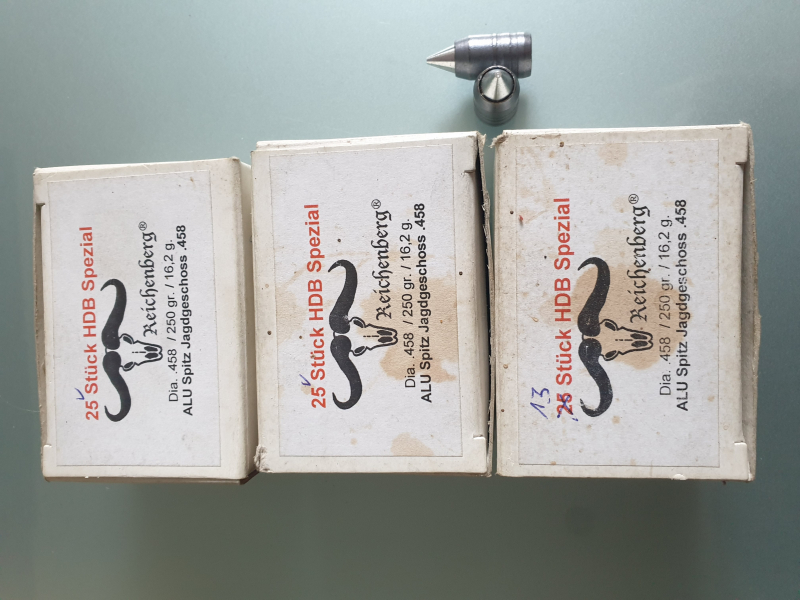 25 Stück HDB Spezial
Reichenberg®
Dia. .458 / 250 gr. / 16,2 g.
ALU Spitz Jagdgeschoss .458
25 Stück HDB Spezial
Reichenberg®
Dia. .458 / 250 gr. / 16,2 g.
ALU Spitz Jagdgeschoss .458
13
25 Stück HDB Spezial
Reichenberg®
Dia. .458 / 250 gr. / 16,2 g.
ALU Spitz Jagdgeschoss .458